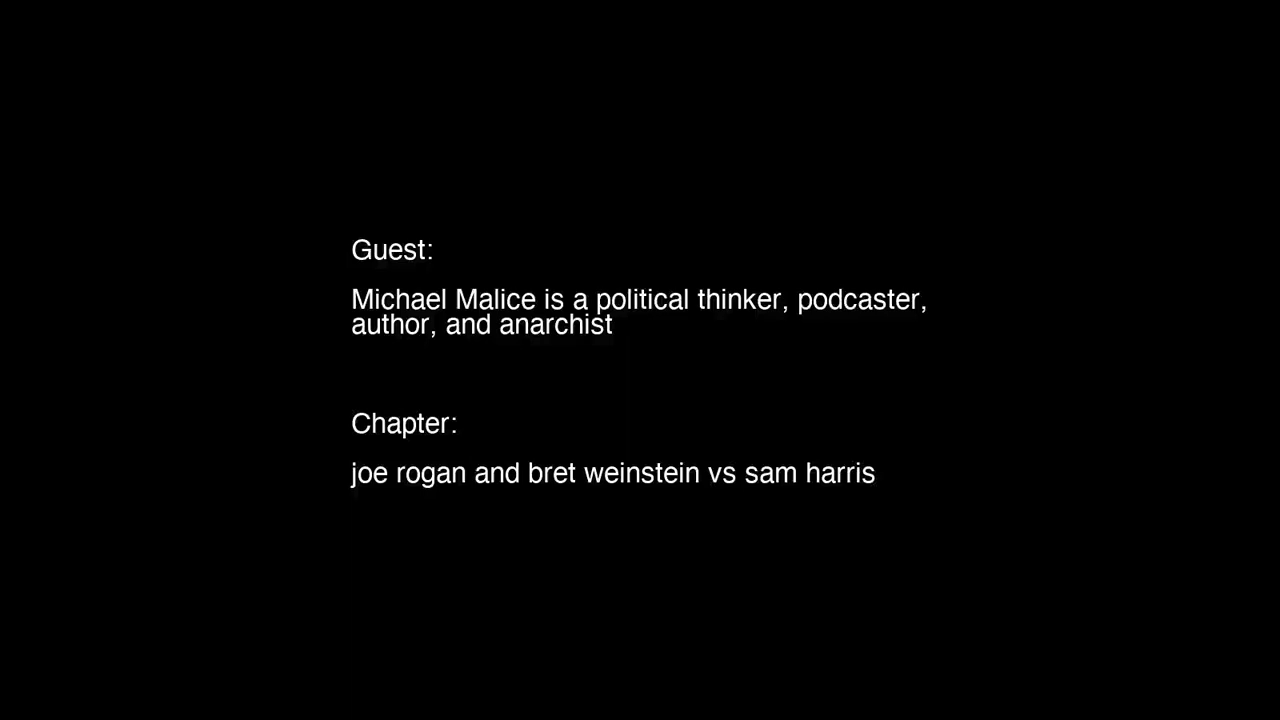 Guest:
Michael Malice is a political thinker, podcaster,
author, and anarchist
Chapter:
joe rogan and bret weinstein vs sam harris